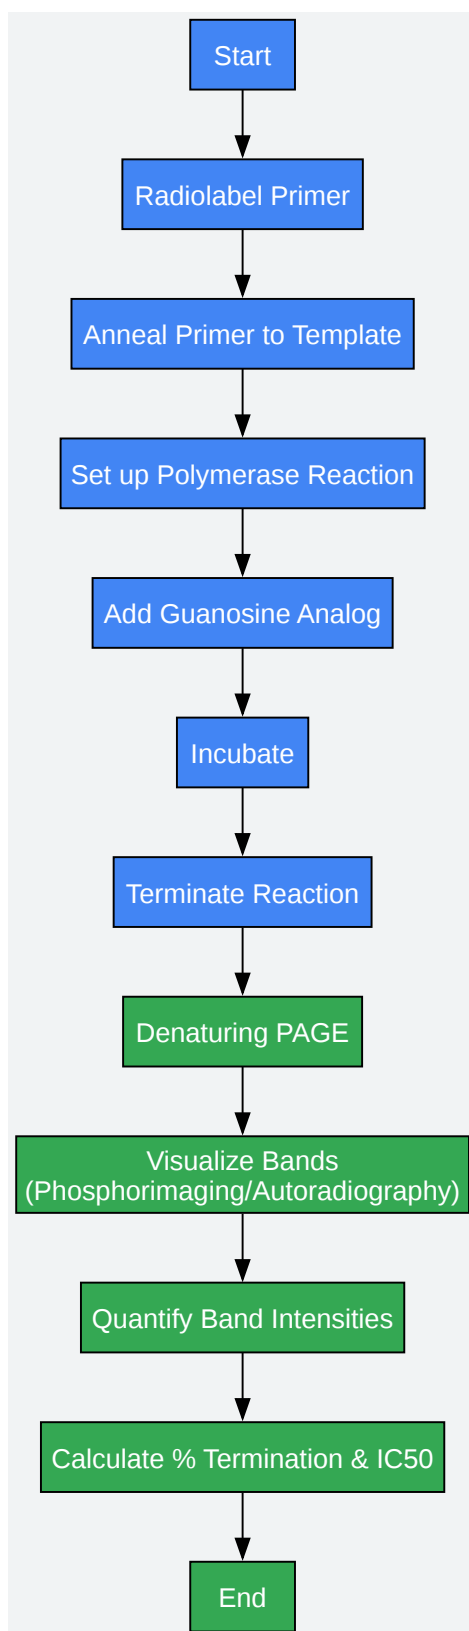 Start
Radiolabel Primer
Anneal Primer to Template
Set up Polymerase Reaction
Add Guanosine Analog
Incubate
Terminate Reaction
Denaturing PAGE
Visualize Bands
(Phosphorimaging/Autoradiography)
Quantify Band Intensities
Calculate % Termination & IC50
End